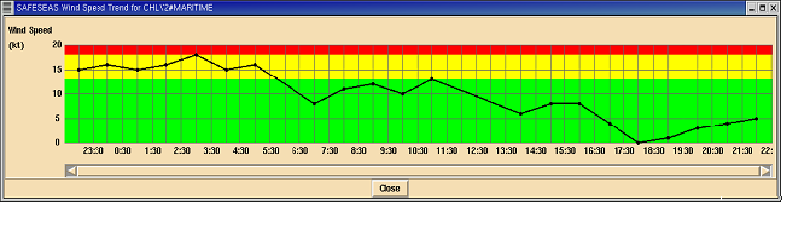 SAFESEAS Wind Speed Trend for CHLV2#MARITIME
Wind Speed
(kt)
20
15
10
5
0
23:30 0:30 1:30 2:30 3:30 4:30 5:30 6:30 7:30 8:30 9:30 10:30 11:30 12:30 13:30 14:30 15:30 16:30 17:30 18:30 19:30 20:30 21:30 22:
Close